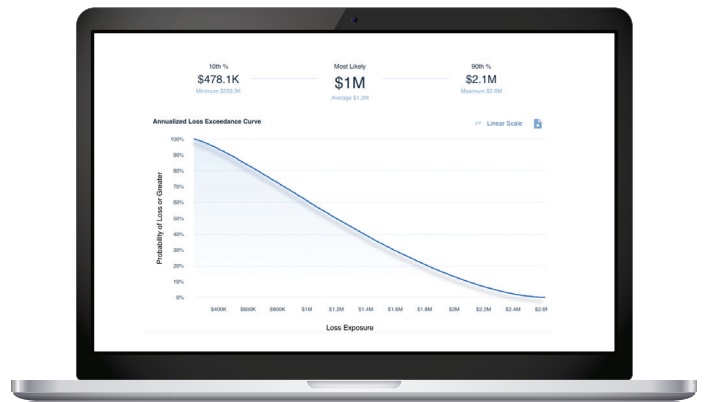 10th % Most Likely 90th %
$478.1K $1M $2.1M
Minimum $233.3K Average $1.2M Maximum $2.6M
Annualized Loss Exceedance Curve Linear Scale
100%
90%
80%
70%
60%
50%
40%
30%
20%
10%
0%
Probability of Loss or Greater
$400K $600K $800K $1M $1.2M $1.4M $1.6M $1.8M $2M $2.2M $2.4M $2.6M
Loss Exposure